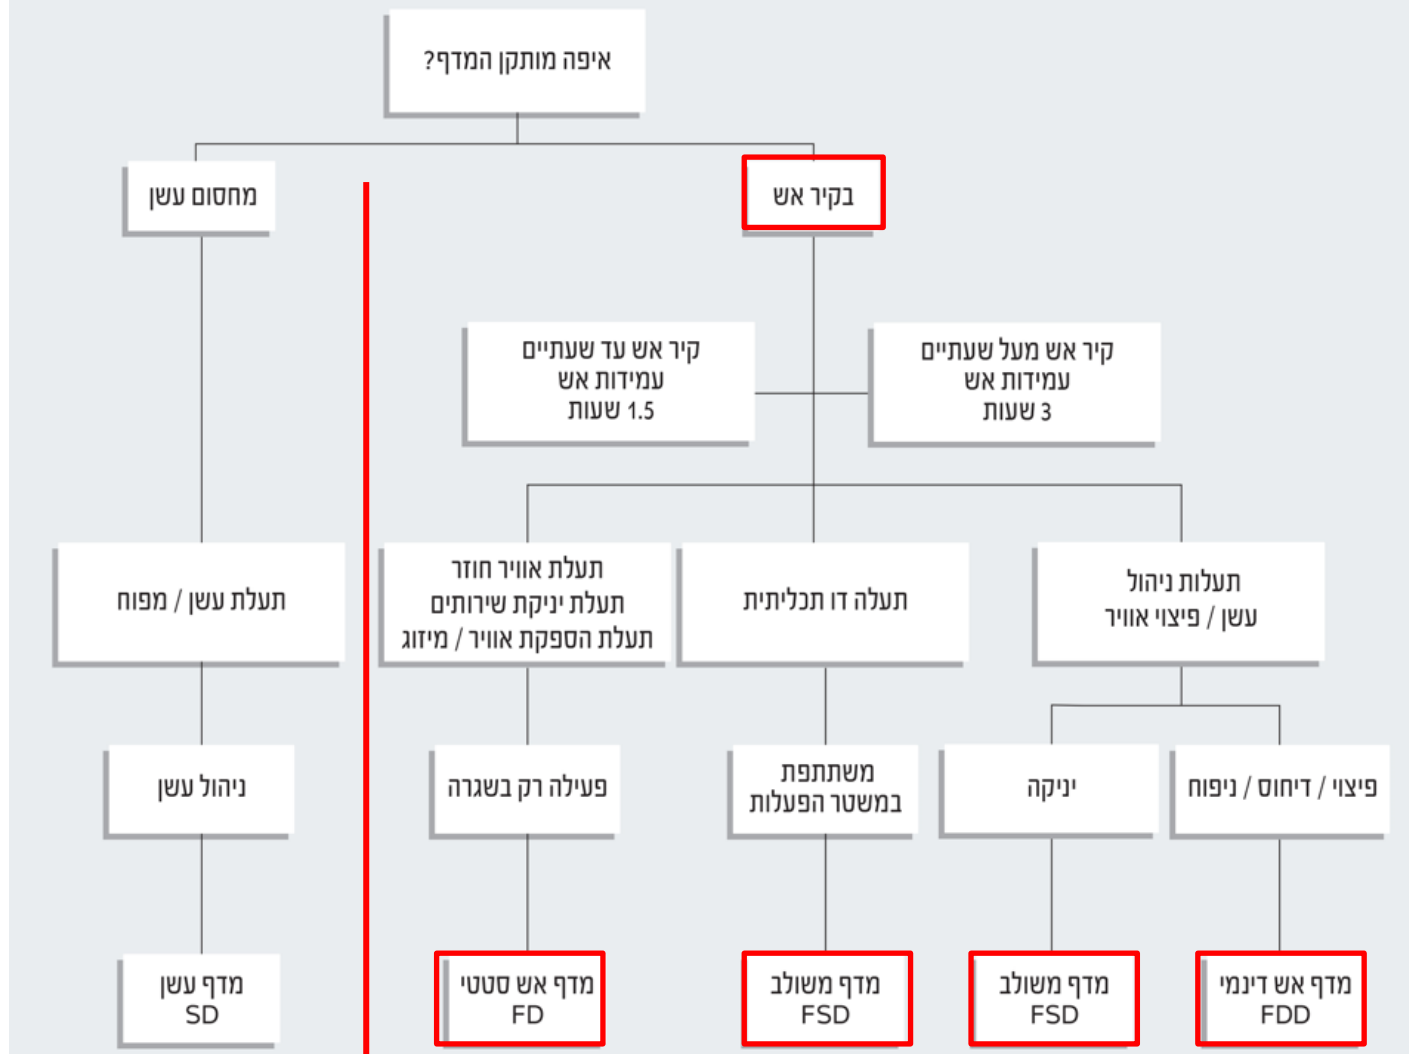 איפה מותקן המדף?
בקיר אש
מחסום עשן
קיר אש מעל שעתיים
עמידות אש
3 שעות
קיר אש עד שעתיים
עמידות אש
1.5 שעות
תעלות ניהול
עשן / פיצוי אוויר
תעלה דו תכליתית
תעלת אוויר חוזר
תעלת יניקת שירותים
תעלת הספקת אוויר / מיזוג
תעלת עשן / מפוח
פיצוי / דיחוס / ניפוח
יניקה
משתתפת
במשטר הפעלות
פעילה רק בשגרה
ניהול עשן
מדף אש דינמי
FDD
מדף משולב
FSD
מדף משולב
FSD
מדף אש סטטי
FD
מדף עשן
SD